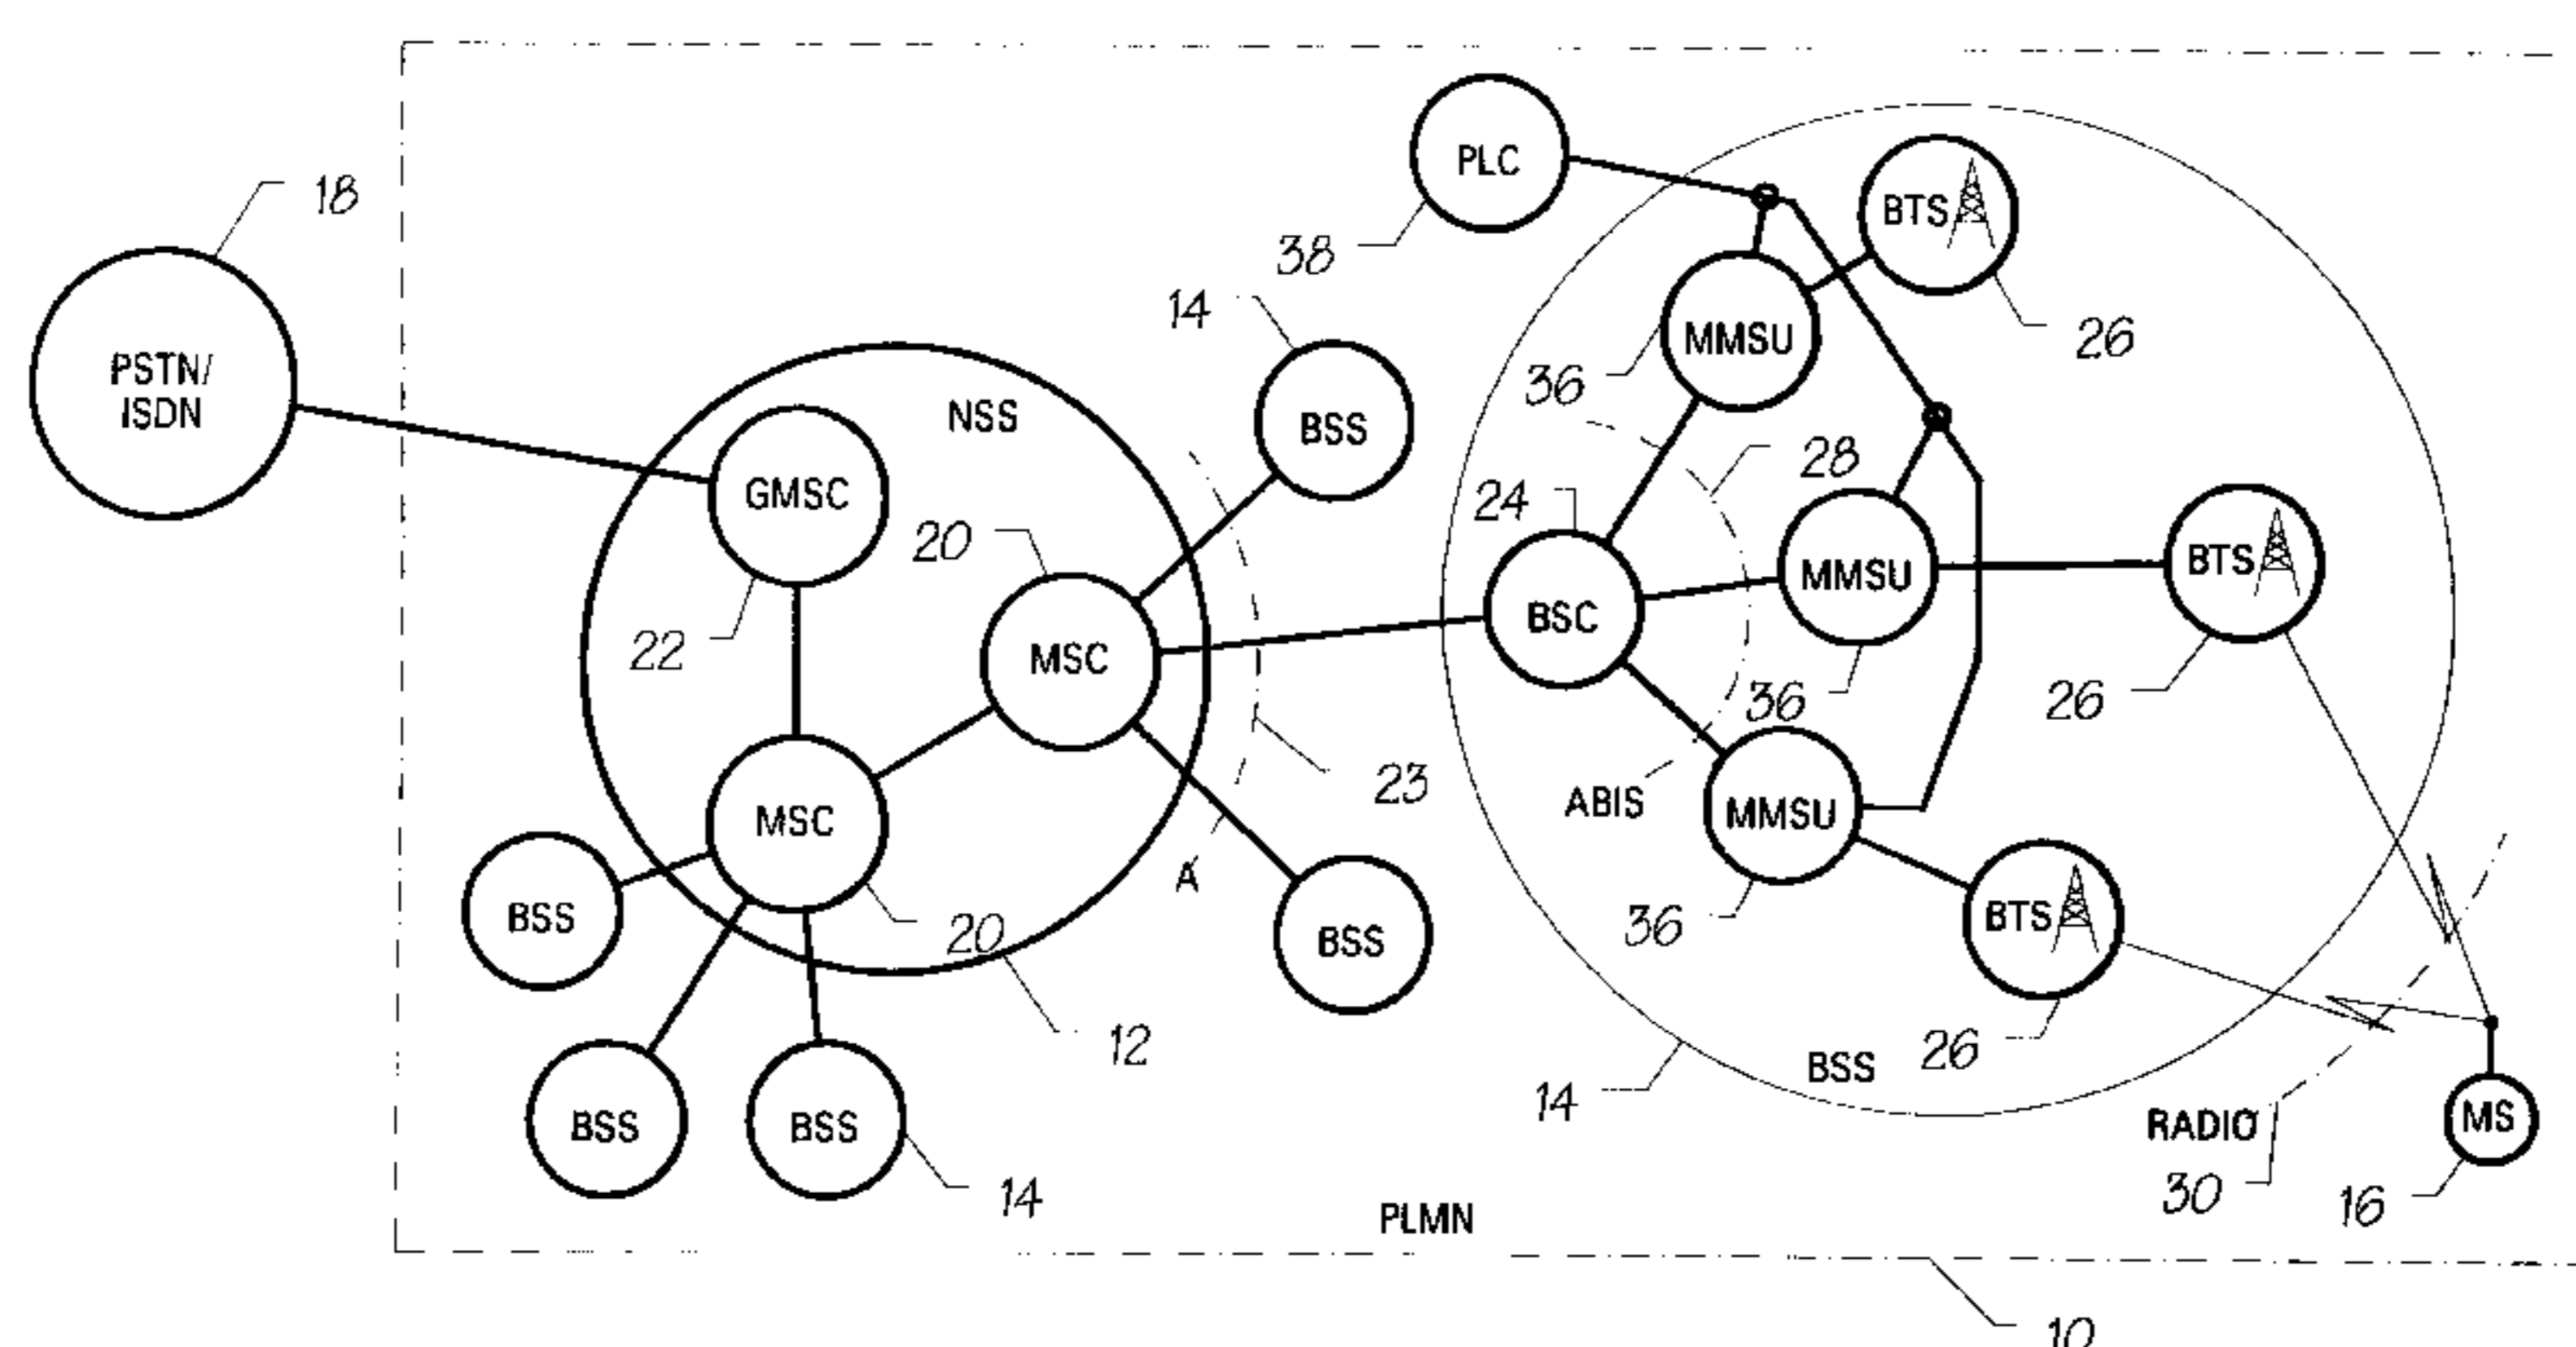 18
PSTN/
ISDN
NSS
GMSC
22
20
MSC
MSC
20
12
BSS
BSS
BSS
14
14
BSS
BSS
A
23
PLC
38
BTS
26
MMSU
36
28
24
BSC
MMSU
36
BTS
26
ABIS
MMSU
36
BTS
26
BSS
14
RADIO
30
MS
16
PLMN
10